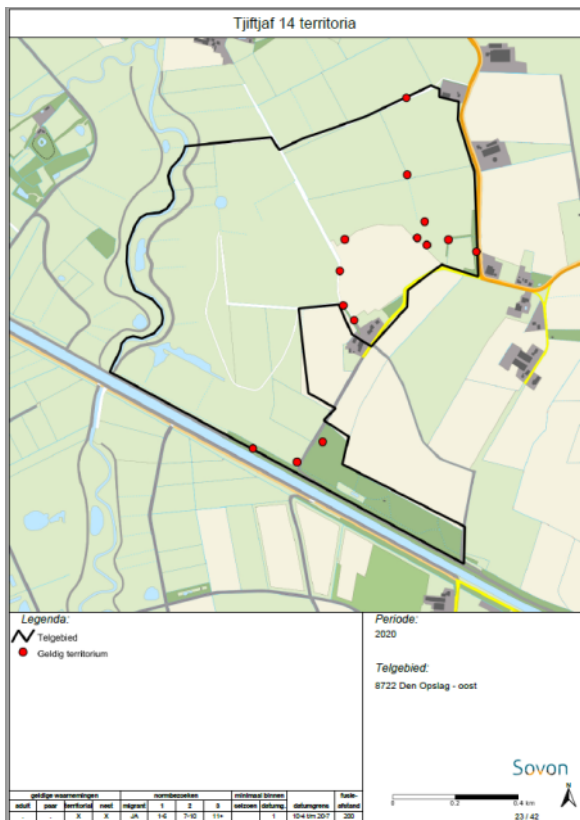 Tjiftjaf 14 territoria
Legenda:
Telgebied
Geldig territorium
Periode:
2020
Telgebied:
8722 Den Opslag - oost
Sovon
0 0.2 0.4 km
N
23 / 42
geldige waarnemingen normbezoeken minimaal binnen fusie-
adult paar territoriaal nest migrant 1 2 3 seizoen datumg. datumgrens afstand
. . X X JA 1-6 7-10 11+ 1 10-4 t/m 20-7 200